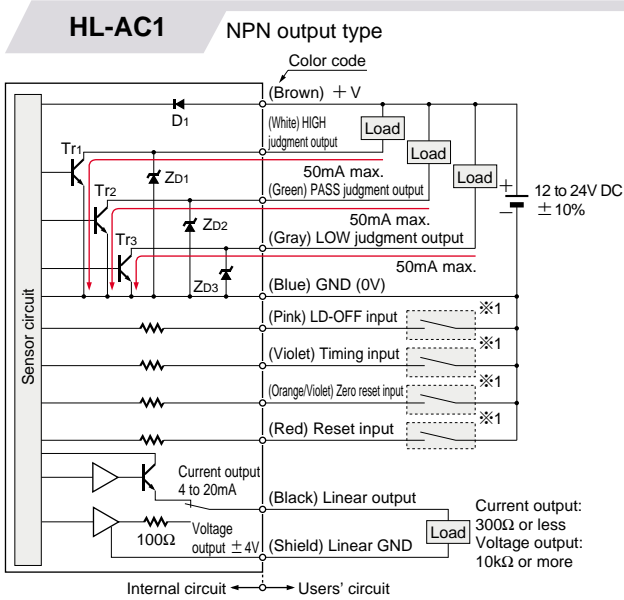 HL-AC1
NPN output type
Color code
(Brown) ＋V
D1
(White) HIGH
judgment output
Load
Tr1
Load
50mA max.
ZD1
Load
(Green) PASS judgment output
Tr2
＋
12 to 24V DC
－
±10%
50mA max.
ZD2
Tr3
(Gray) LOW judgment output
50mA max.
ZD3
(Blue) GND (0V)
(Pink) LD-OFF input
※1
(Violet) Timing input
※1
(Orange/Violet) Zero reset input
※1
(Red) Reset input
※1
Sensor circuit
Current output
4 to 20mA
(Black) Linear output
Current output:
300Ω or less
Load
Voltage output:
10kΩ or more
100Ω
Voltage
output ±4V
(Shield) Linear GND
Internal circuit
Users' circuit